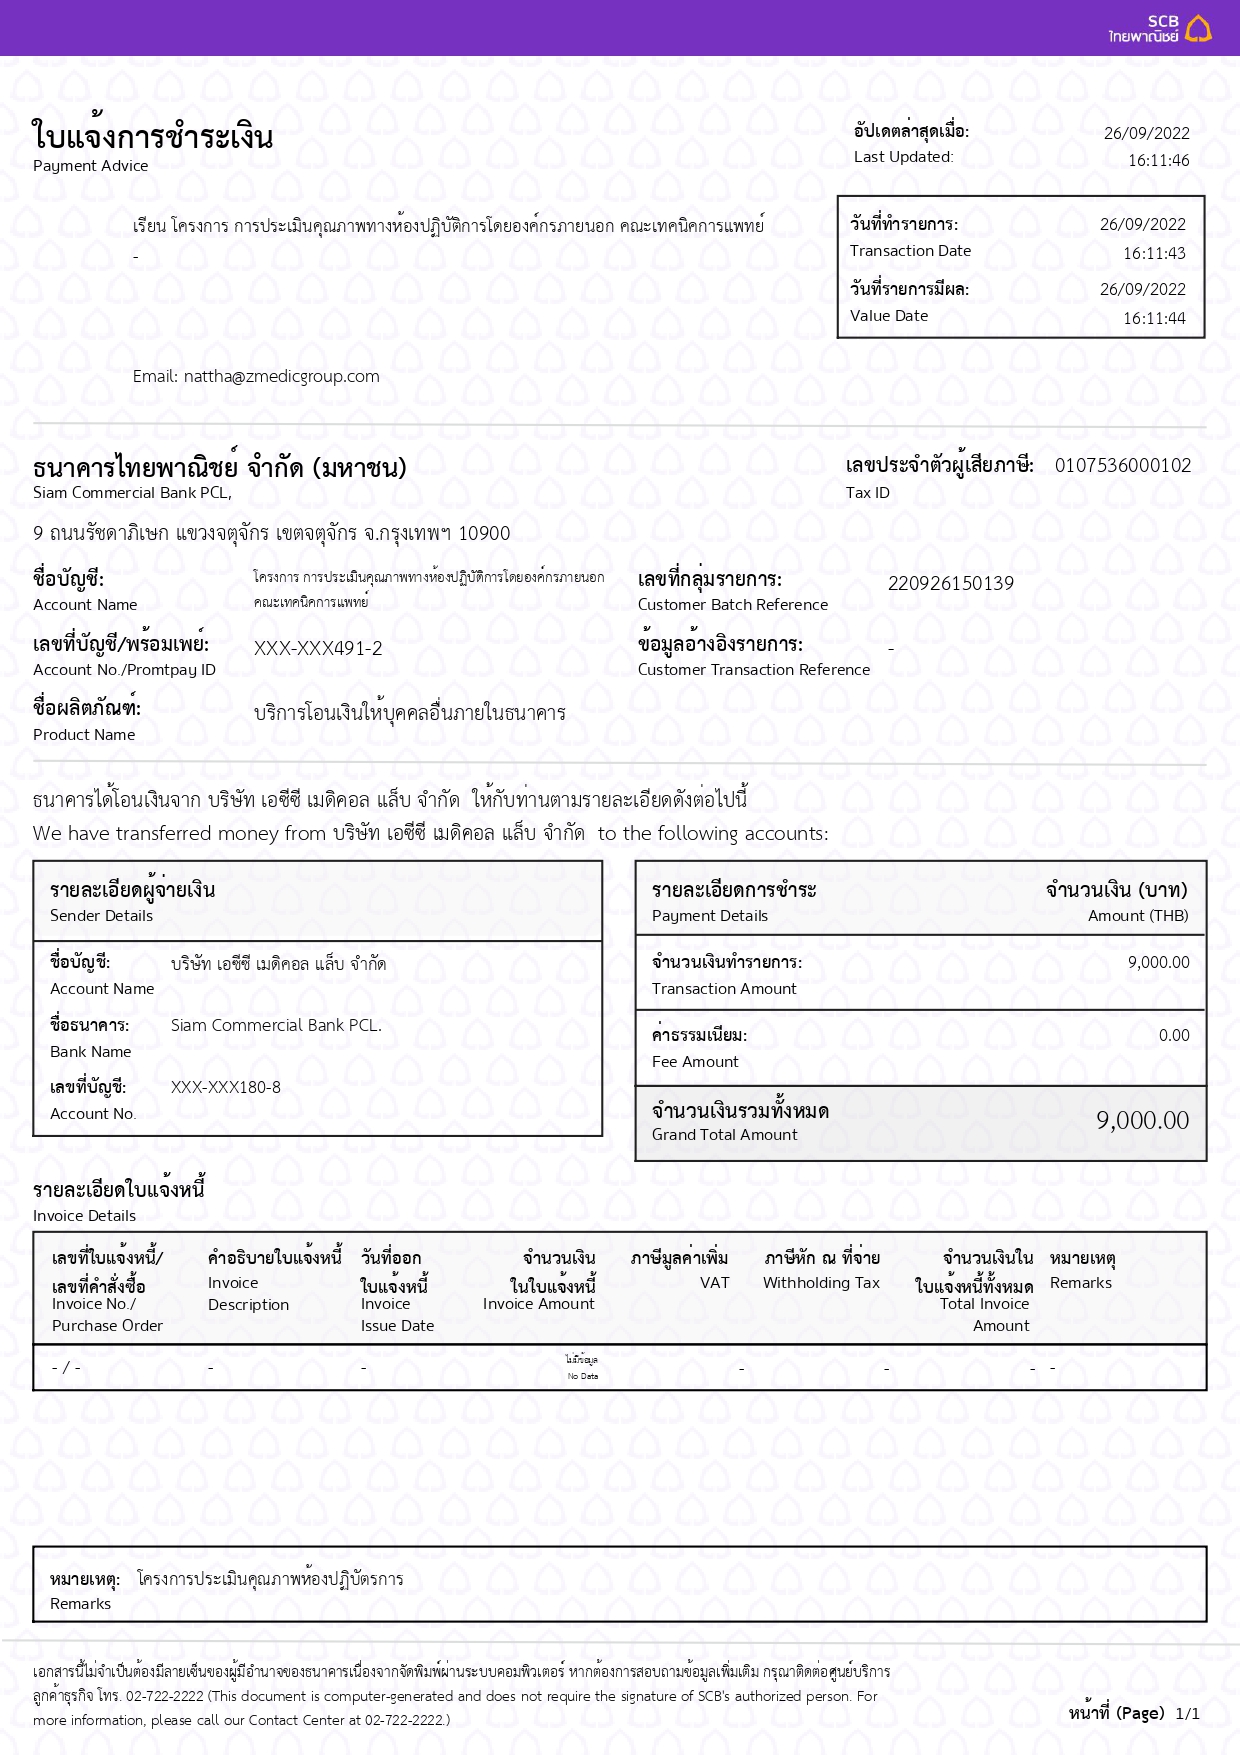 SCB
ไทยพาณิชย์
ใบแจ้งการชำระเงิน
Payment Advice
อัปเดตล่าสุดเมื่อ: 26/09/2022
Last Updated: 16:11:46
เรียน โครงการ การประเมินคุณภาพทางห้องปฏิบัติการโดยองค์กรภายนอก คณะเทคนิคการแพทย์
-
วันที่ทำรายการ: 26/09/2022
Transaction Date 16:11:43
วันที่รายการมีผล: 26/09/2022
Value Date 16:11:44
Email: nattha@zmedicgroup.com
ธนาคารไทยพาณิชย์ จำกัด (มหาชน)
Siam Commercial Bank PCL,
เลขประจำตัวผู้เสียภาษี: 0107536000102
Tax ID
9 ถนนรัชดาภิเษก แขวงจตุจักร เขตจตุจักร จ.กรุงเทพฯ 10900
ชื่อบัญชี: โครงการ การประเมินคุณภาพทางห้องปฏิบัติการโดยองค์กรภายนอก
Account Name คณะเทคนิคการแพทย์
เลขที่กลุ่มรายการ: 220926150139
Customer Batch Reference
เลขที่บัญชี/พร้อมเพย์: XXX-XXX491-2
Account No./Promtpay ID
ข้อมูลอ้างอิงรายการ: -
Customer Transaction Reference
ชื่อผลิตภัณฑ์: บริการโอนเงินให้บุคคลอื่นภายในธนาคาร
Product Name
ธนาคารได้โอนเงินจาก บริษัท เอซีซี เมดิคอล แล็บ จำกัด ให้กับท่านตามรายละเอียดดังต่อไปนี้
We have transferred money from บริษัท เอซีซี เมดิคอล แล็บ จำกัด to the following accounts:
รายละเอียดผู้จ่ายเงิน
Sender Details
ชื่อบัญชี: บริษัท เอซีซี เมดิคอล แล็บ จำกัด
Account Name
ชื่อธนาคาร: Siam Commercial Bank PCL.
Bank Name
เลขที่บัญชี: XXX-XXX180-8
Account No.
รายละเอียดการชำระ จำนวนเงิน (บาท)
Payment Details Amount (THB)
จำนวนเงินทำรายการ: 9,000.00
Transaction Amount
ค่าธรรมเนียม: 0.00
Fee Amount
จำนวนเงินรวมทั้งหมด 9,000.00
Grand Total Amount
รายละเอียดใบแจ้งหนี้
Invoice Details
เลขที่ใบแจ้งหนี้/ คำอธิบายใบแจ้งหนี้ วันที่ออก จำนวนเงิน ภาษีมูลค่าเพิ่ม ภาษีหัก ณ ที่จ่าย จำนวนเงินใน หมายเหตุ
เลขที่คำสั่งซื้อ Invoice ใบแจ้งหนี้ ในใบแจ้งหนี้ VAT Withholding Tax ใบแจ้งหนี้ทั้งหมด Remarks
Invoice No./ Description Invoice Invoice Amount Total Invoice
Purchase Order Issue Date Amount
- / - - - ไม่มีข้อมูล - - - -
No Data
หมายเหตุ: โครงการประเมินคุณภาพห้องปฏิบัตรการ
Remarks
เอกสารนี้ไม่จำเป็นต้องมีลายเซ็นของผู้มีอำนาจของธนาคารเนื่องจากจัดพิมพ์ผ่านระบบคอมพิวเตอร์ หากต้องการสอบถามข้อมูลเพิ่มเติม กรุณาติดต่อศูนย์บริการ
ลูกค้าธุรกิจ โทร. 02-722-2222 (This document is computer-generated and does not require the signature of SCB's authorized person. For
more information, please call our Contact Center at 02-722-2222.)
หน้าที่ (Page) 1/1